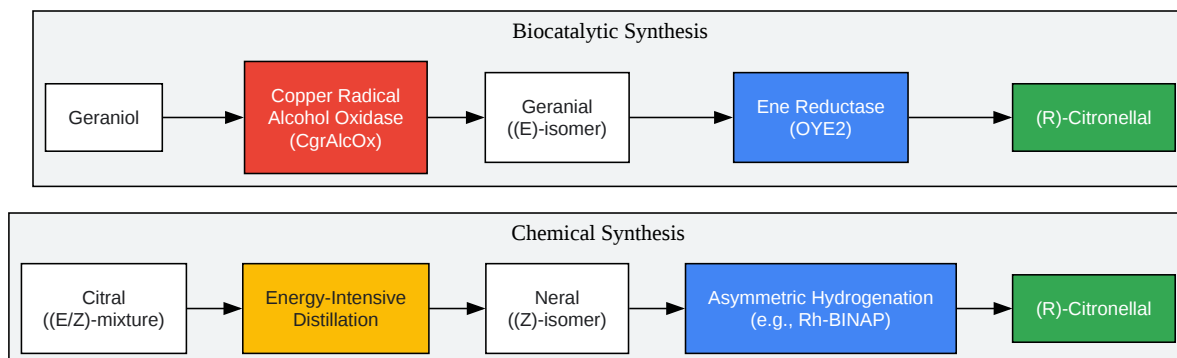 Biocatalytic Synthesis
Geraniol
Copper Radical
Alcohol Oxidase
(CgrAlcOx)
Geranial
((E)-isomer)
Ene Reductase
(OYE2)
(R)-Citronellal
Chemical Synthesis
Citral
((E/Z)-mixture)
Energy-Intensive
Distillation
Neral
((Z)-isomer)
Asymmetric Hydrogenation
(e.g., Rh-BINAP)
(R)-Citronellal